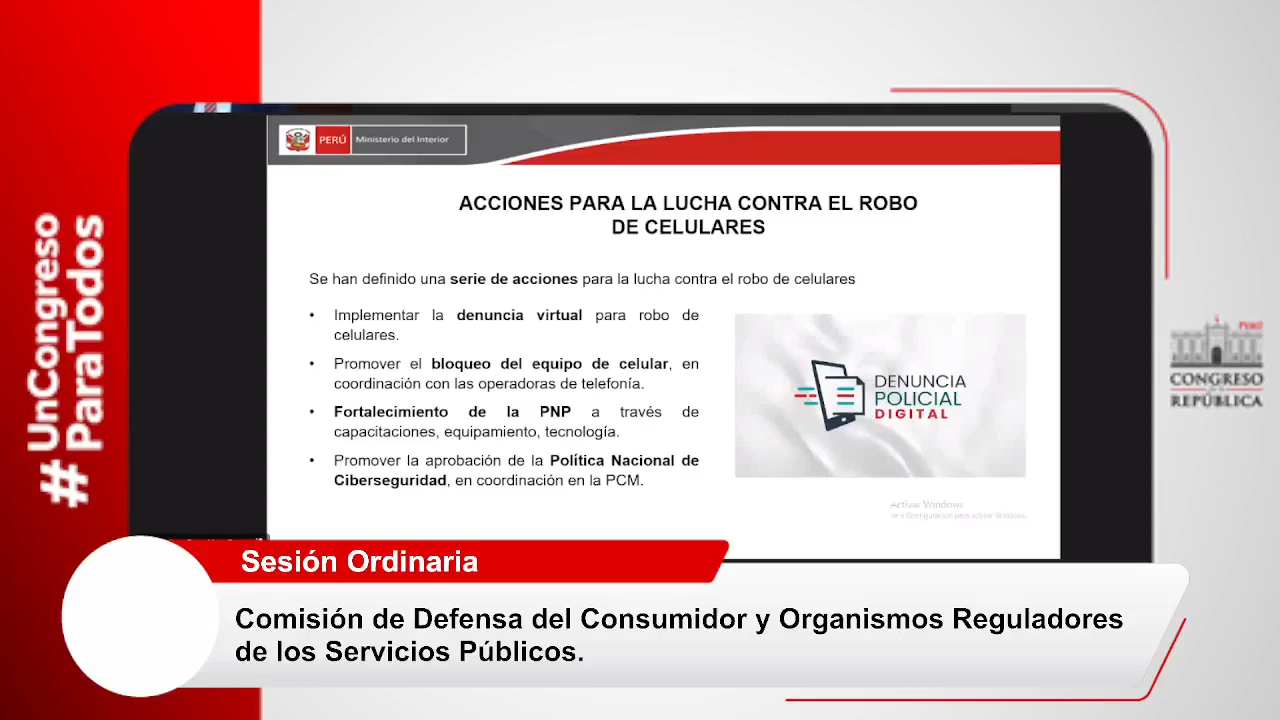 #UnCongreso
ParaTodos
PERÚ
Ministerio del Interior
ACCIONES PARA LA LUCHA CONTRA EL ROBO
DE CELULARES
Se han definido una serie de acciones para la lucha contra el robo de celulares
• Implementar la denuncia virtual para robo de
celulares.
• Promover el bloqueo del equipo de celular, en
coordinación con las operadoras de telefonía.
• Fortalecimiento de la PNP a través de
capacitaciones, equipamiento, tecnología.
• Promover la aprobación de la Política Nacional de
Ciberseguridad, en coordinación en la PCM.
DENUNCIA
POLICIAL
DIGITAL
Activar Windows
Configuración para activar Windows.
PERÚ
CONGRESO
REPÚBLICA
Sesión Ordinaria
Comisión de Defensa del Consumidor y Organismos Reguladores
de los Servicios Públicos.